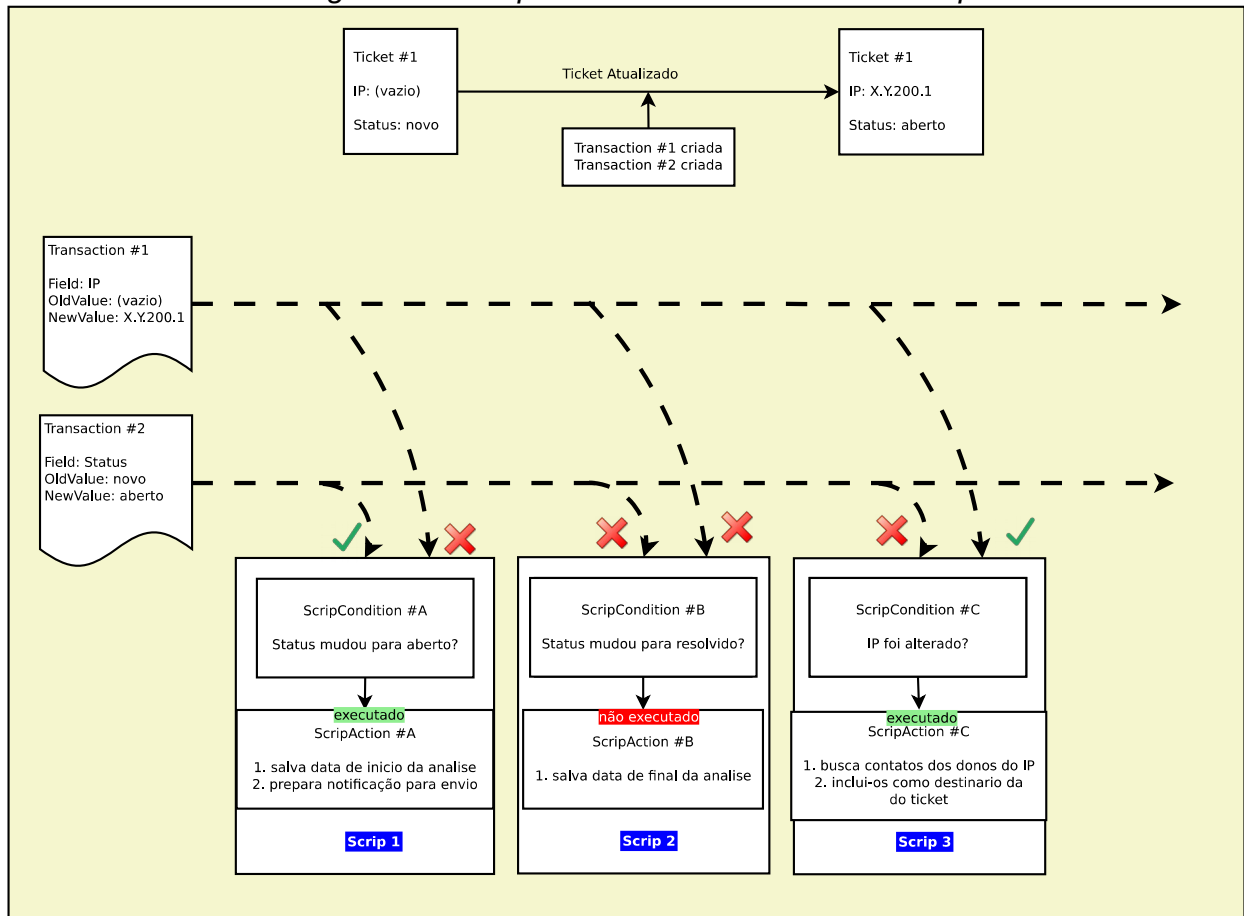 Ticket #1
IP: (vazio)
Status: novo
Ticket Atualizado
Transaction #1 criada
Transaction #2 criada
Ticket #1
IP: X.Y.200.1
Status: aberto
Transaction #1
Field: IP
OldValue: (vazio)
NewValue: X.Y.200.1
Transaction #2
Field: Status
OldValue: novo
NewValue: aberto
ScripCondition #A
Status mudou para aberto?
executado
ScripAction #A
1. salva data de inicio da analise
2. prepara notificação para envio
Scrip 1
ScripCondition #B
Status mudou para resolvido?
não executado
ScripAction #B
1. salva data de final da analise
Scrip 2
ScripCondition #C
IP foi alterado?
executado
ScripAction #C
1. busca contatos dos donos do IP
2. inclui-os como destinario da
do ticket
Scrip 3